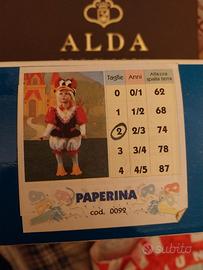 ALDA
Taglie Anni Altezza spalla terra
0 0/1 62
1 1/2 68
2 2/3 74
3 3/4 78
4 4/5 87
PAPERINA
cod. 0092
subito